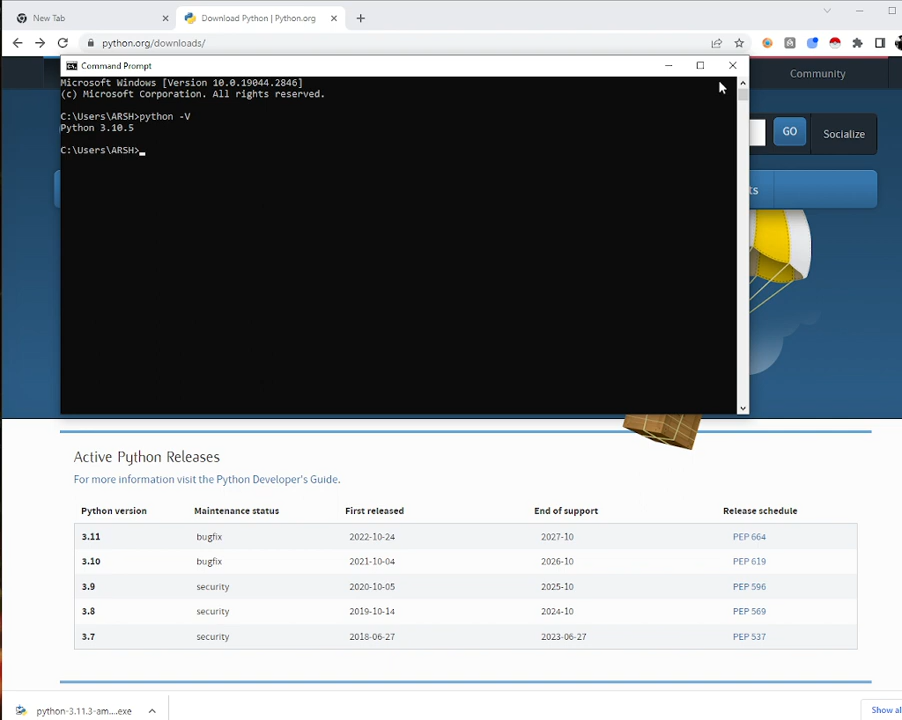 New Tab
Download Python | Python.org
python.org/downloads/
Command Prompt
Microsoft Windows [Version 10.0.19044.2846]
(c) Microsoft Corporation. All rights reserved.
C:\Users\ARSH>python -V
Python 3.10.5
C:\Users\ARSH>
Community
GO
Socialize
ts
Active Python Releases
For more information visit the Python Developer's Guide.
Python version Maintenance status First released End of support Release schedule
3.11 bugfix 2022-10-24 2027-10 PEP 664
3.10 bugfix 2021-10-04 2026-10 PEP 619
3.9 security 2020-10-05 2025-10 PEP 596
3.8 security 2019-10-14 2024-10 PEP 569
3.7 security 2018-06-27 2023-06-27 PEP 537
python-3.11.3-am....exe
Show al